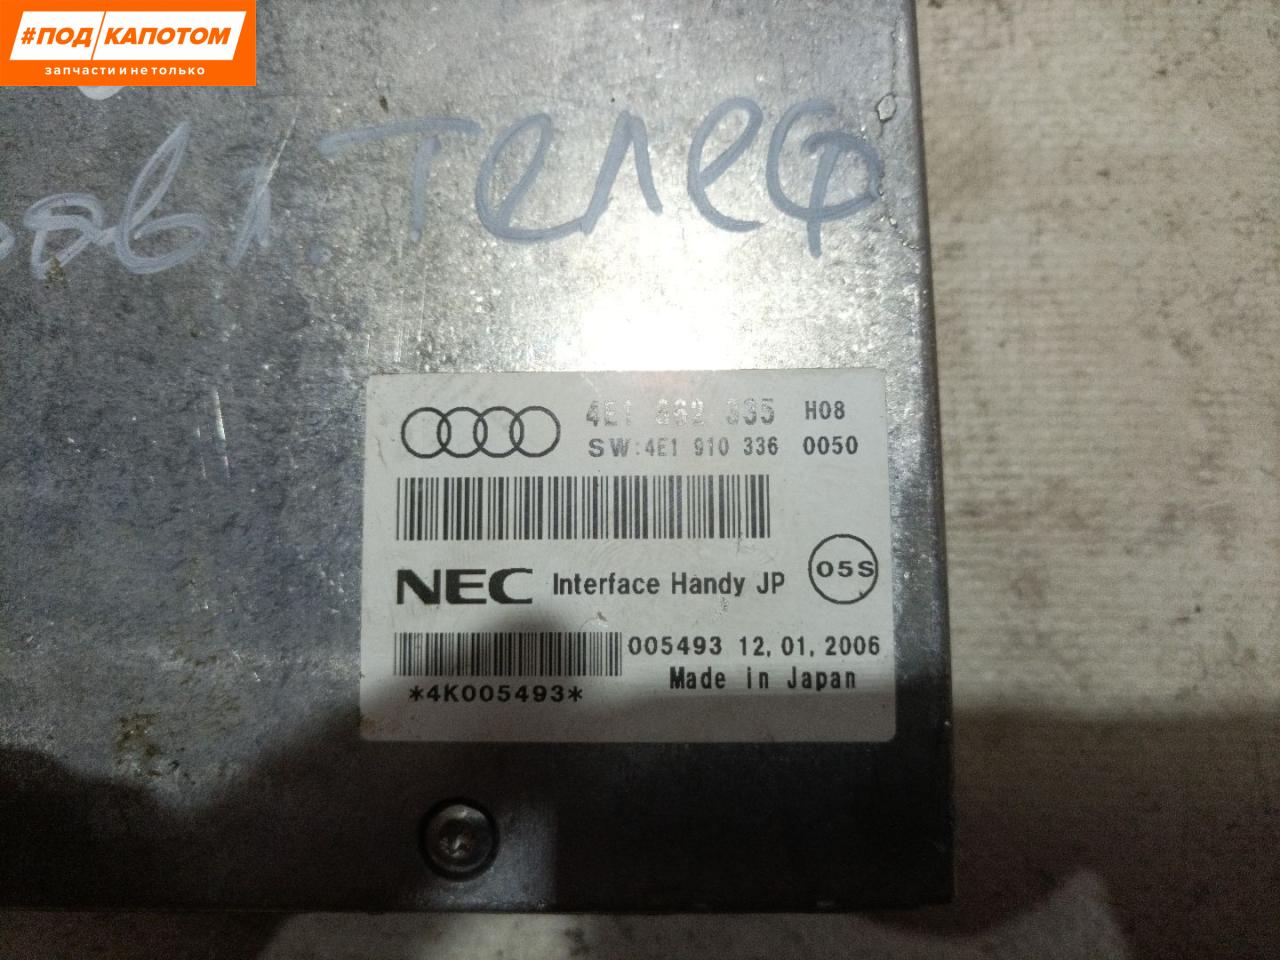 #ПОД КАПОТОМ
запчасти и не только
телеф
4E1 862 335 H08
SW:4E1 910 336 0050
NEC Interface Handy JP
05S
005493 12,01,2006
Made in Japan
*4K005493*